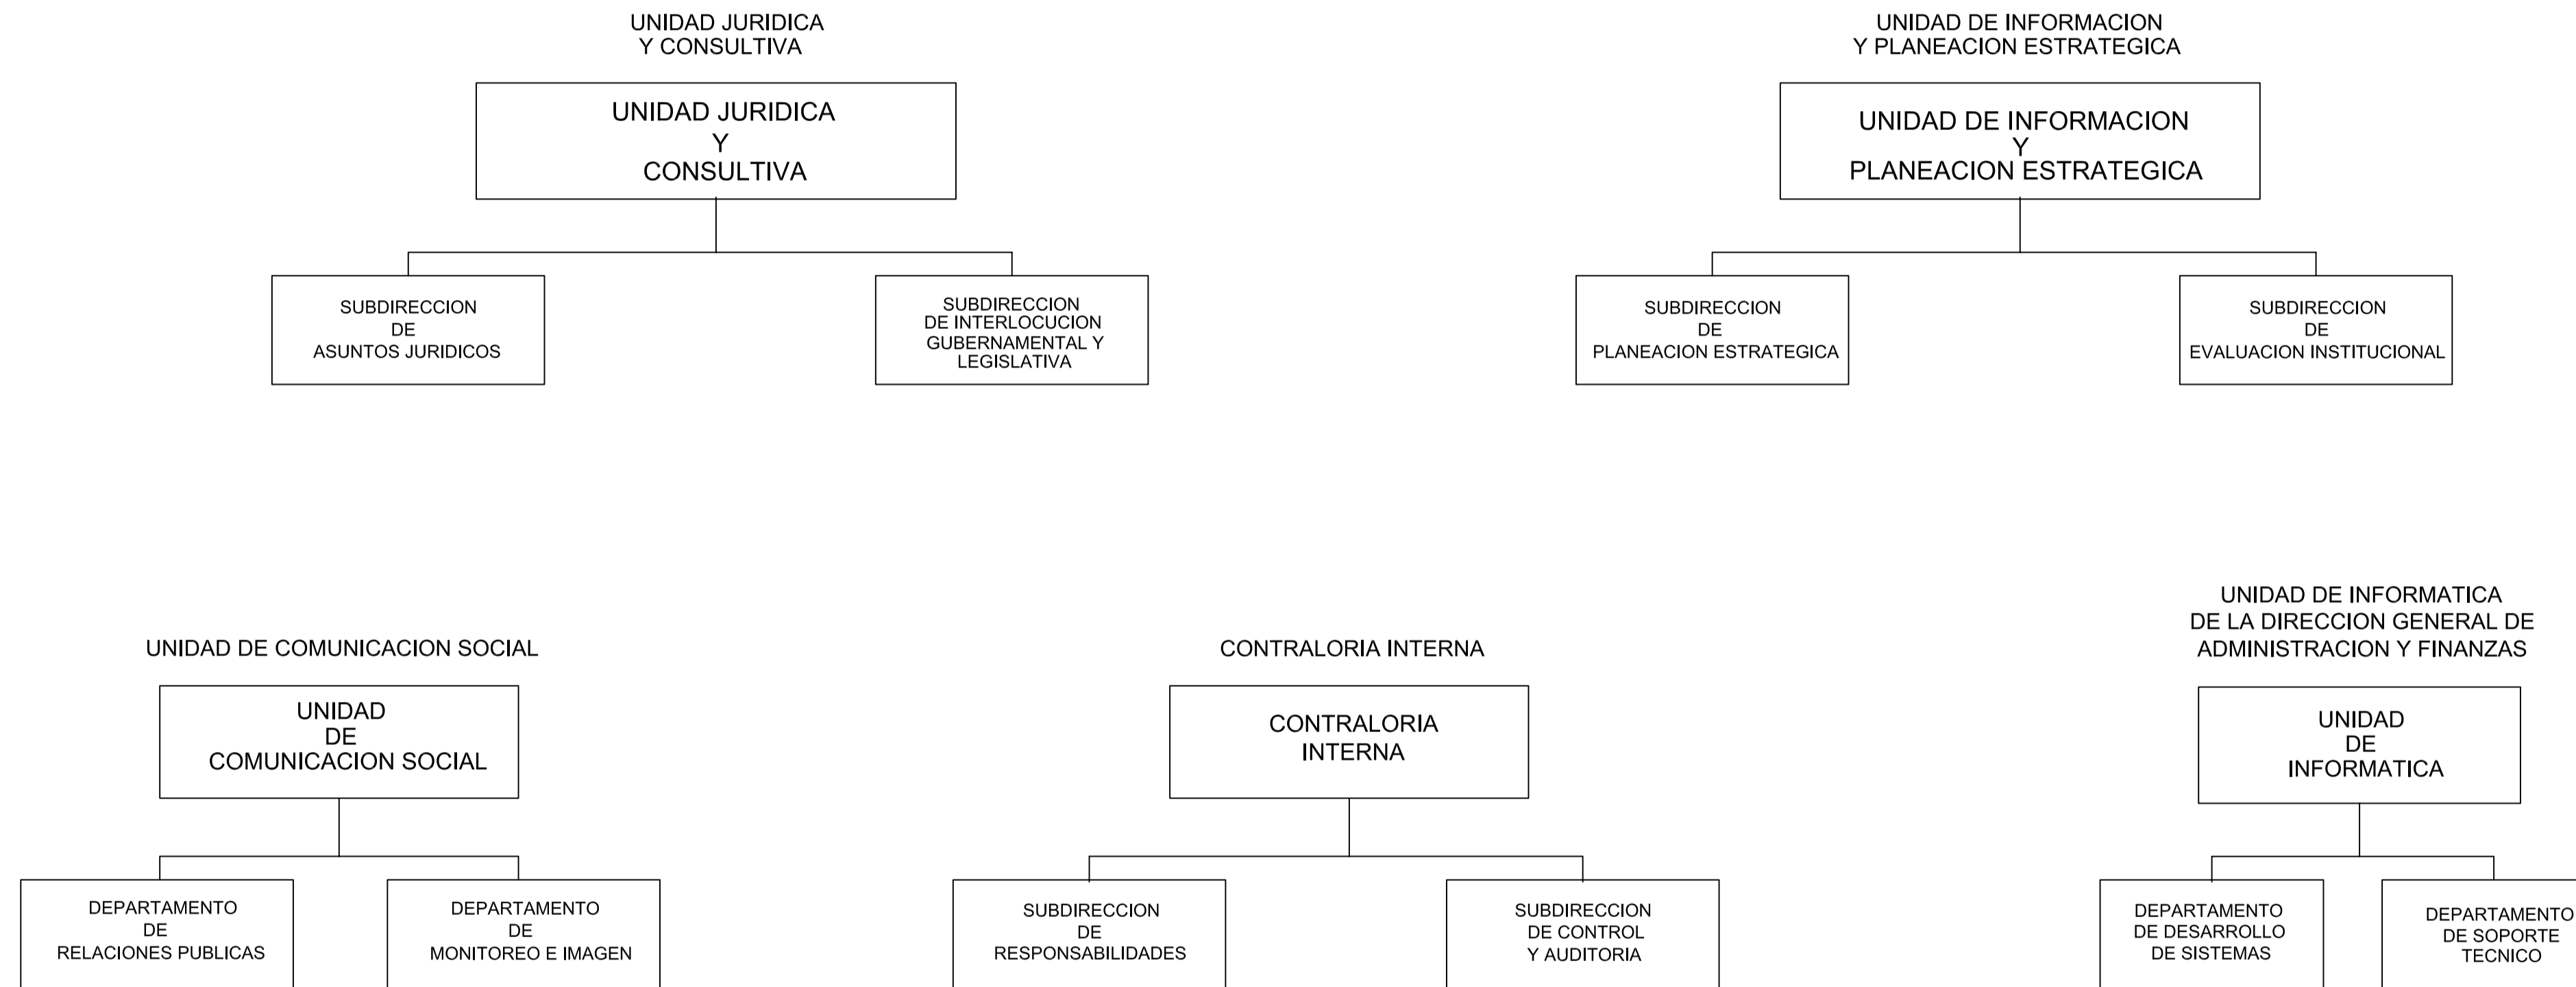 UNIDAD JURIDICA
Y CONSULTIVA
UNIDAD JURIDICA
Y
CONSULTIVA
SUBDIRECCION
DE
ASUNTOS JURIDICOS
SUBDIRECCION
DE INTERLOCUCION
GUBERNAMENTAL Y
LEGISLATIVA
UNIDAD DE INFORMACION
Y PLANEACION ESTRATEGICA
UNIDAD DE INFORMACION
Y
PLANEACION ESTRATEGICA
SUBDIRECCION
DE
PLANEACION ESTRATEGICA
SUBDIRECCION
DE
EVALUACION INSTITUCIONAL
UNIDAD DE COMUNICACION SOCIAL
UNIDAD
DE
COMUNICACION SOCIAL
DEPARTAMENTO
DE
RELACIONES PUBLICAS
DEPARTAMENTO
DE
MONITOREO E IMAGEN
CONTRALORIA INTERNA
CONTRALORIA
INTERNA
SUBDIRECCION
DE
RESPONSABILIDADES
SUBDIRECCION
DE CONTROL
Y AUDITORIA
UNIDAD DE INFORMATICA
DE LA DIRECCION GENERAL DE
ADMINISTRACION Y FINANZAS
UNIDAD
DE
INFORMATICA
DEPARTAMENTO
DE DESARROLLO
DE SISTEMAS
DEPARTAMENTO
DE SOPORTE
TECNICO